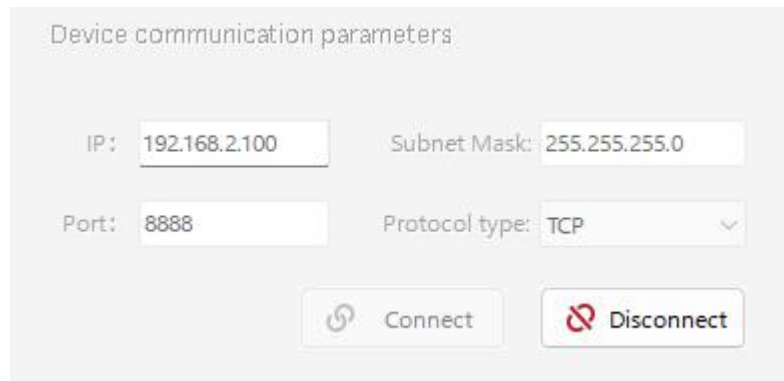 Device communication parameters
IP: 192.168.2.100 Subnet Mask: 255.255.255.0
Port: 8888 Protocol type: TCP
Connect Disconnect